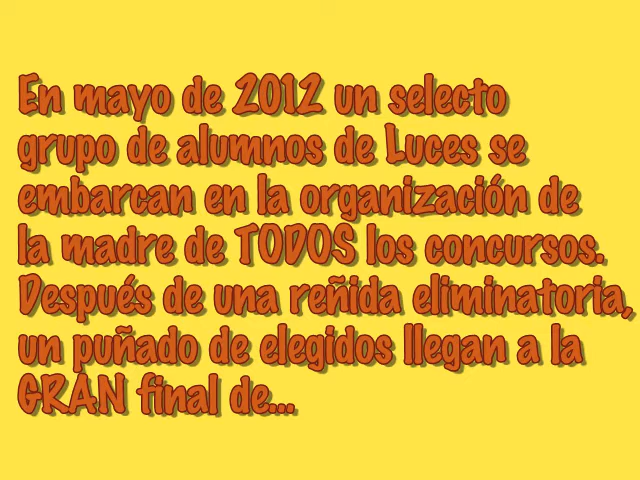 En mayo de 2012 un selecto
grupo de alumnos de Luces se
embarcan en la organización de
la madre de TODOS los concursos.
Después de una reñida eliminatoria,
un puñado de elegidos llegan a la
GRAN final de...